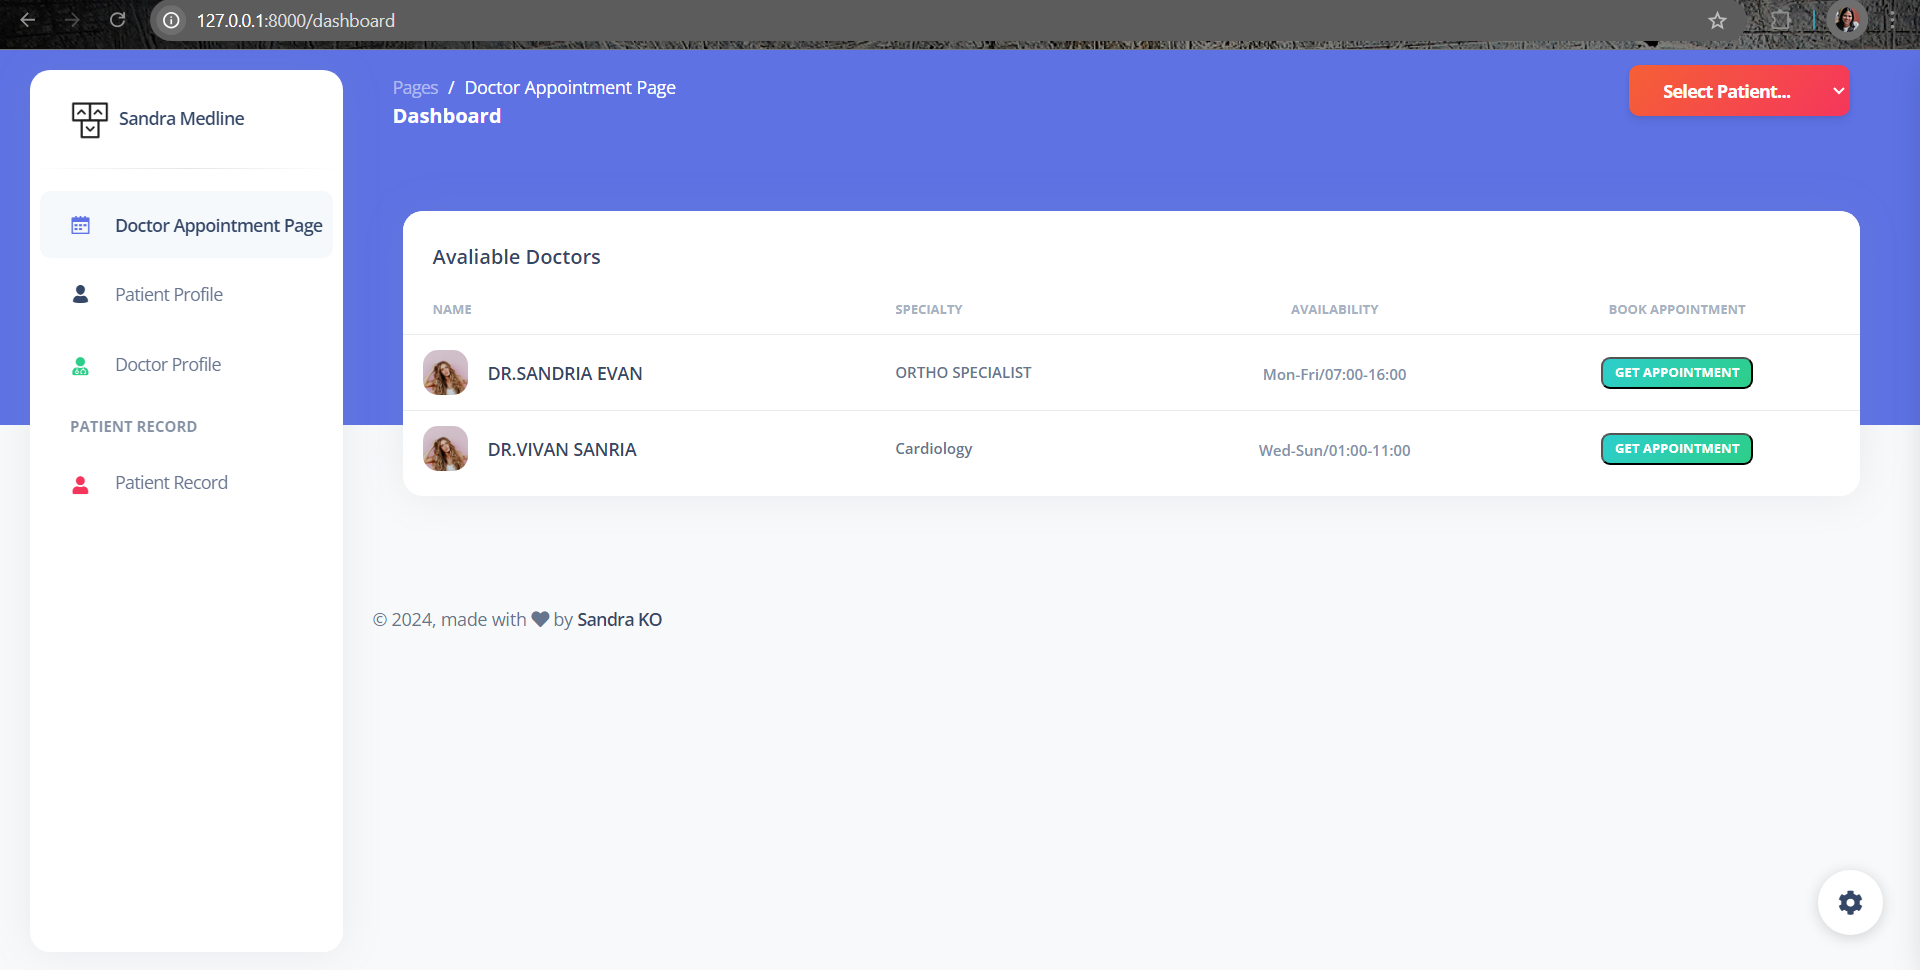 127.0.0.1:8000/dashboard
Sandra Medline
Doctor Appointment Page
Patient Profile
Doctor Profile
PATIENT RECORD
Patient Record
Pages / Doctor Appointment Page
Dashboard
Select Patient...
Avaliable Doctors
NAME SPECIALTY AVAILABILITY BOOK APPOINTMENT
DR.SANDRIA EVAN ORTHO SPECIALIST Mon-Fri/07:00-16:00 GET APPOINTMENT
DR.VIVAN SANRIA Cardiology Wed-Sun/01:00-11:00 GET APPOINTMENT
© 2024, made with by Sandra KO